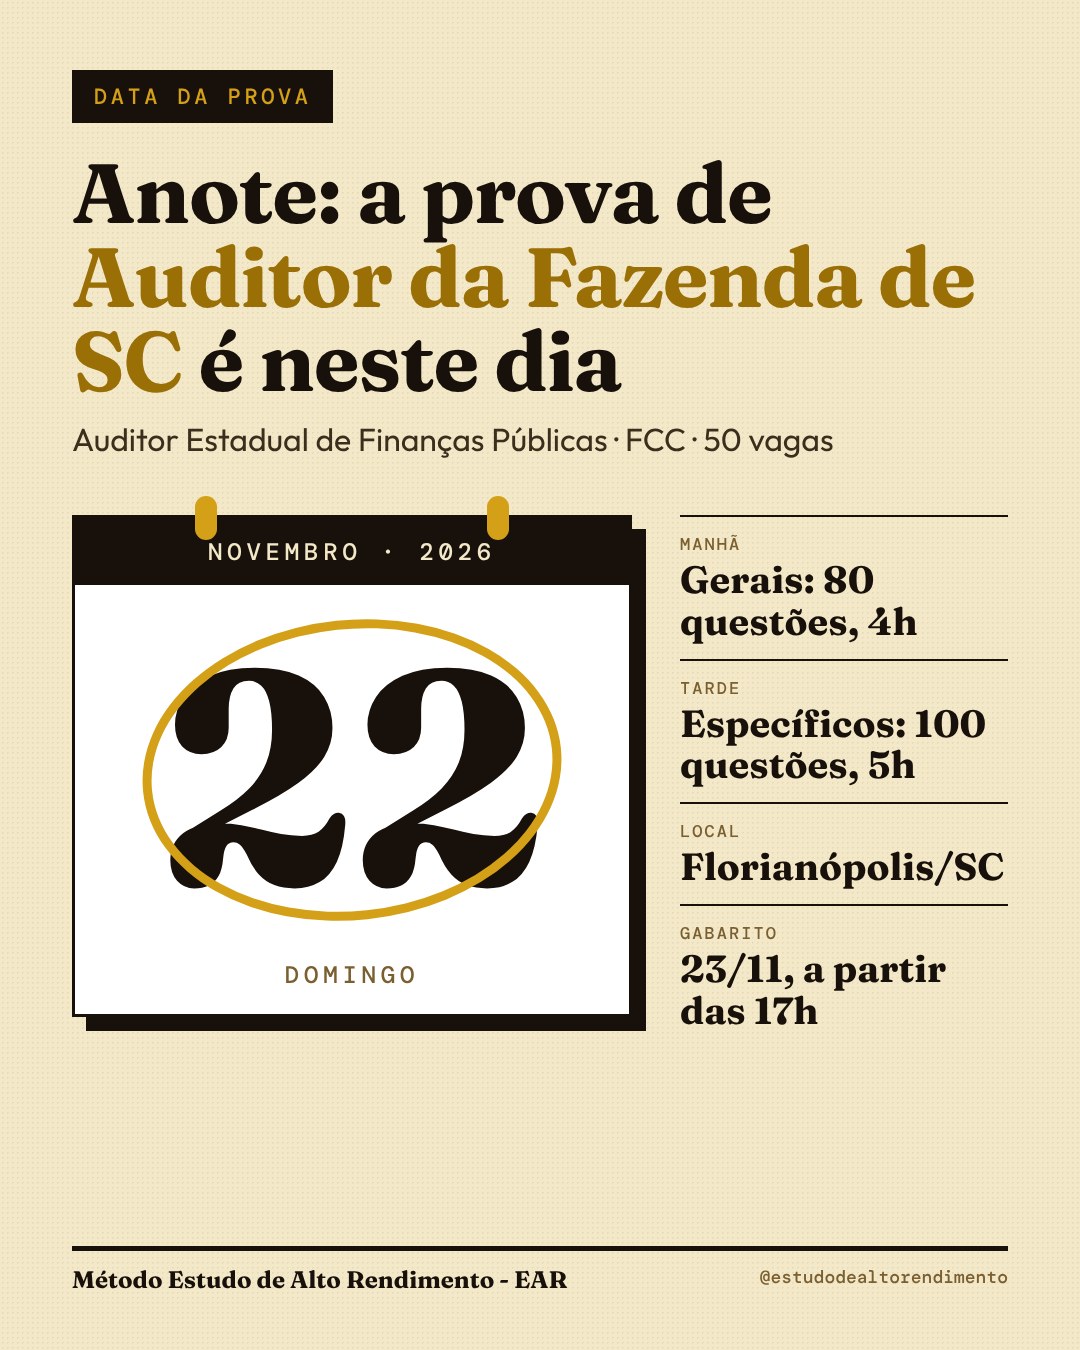 DATA DA PROVA
Anote: a prova de
Auditor da Fazenda de
SC é neste dia
Auditor Estadual de Finanças Públicas · FCC · 50 vagas
NOVEMBRO · 2026
22
DOMINGO
MANHÃ
Gerais: 80
questões, 4h
TARDE
Específicos: 100
questões, 5h
LOCAL
Florianópolis/SC
GABARITO
23/11, a partir
das 17h
Método Estudo de Alto Rendimento - EAR
@estudodealtorendimento